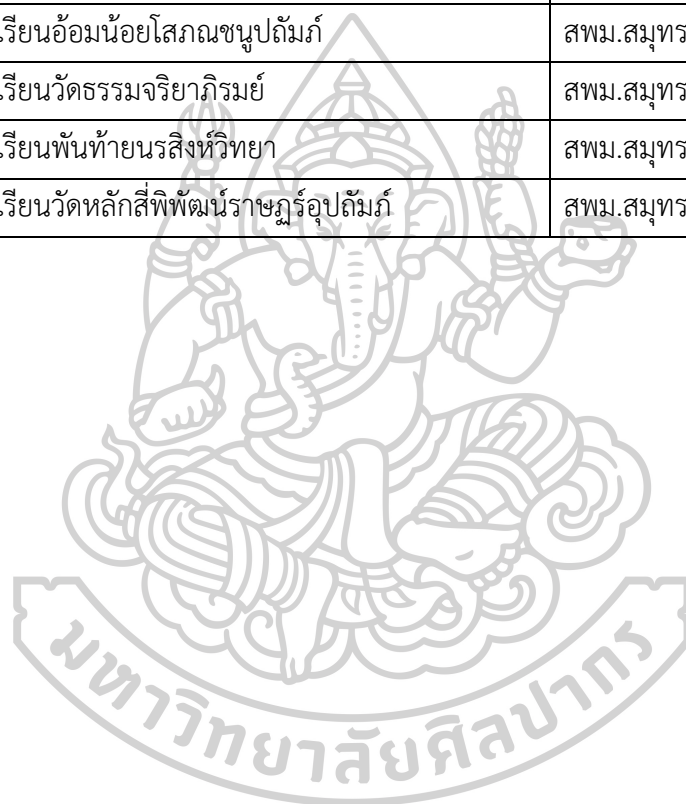 เรียนอ้อมน้อยโสภณชนูปถัมภ์ สพม.สมุทร
เรียนวัดธรรมจริยาภิรมย์ สพม.สมุทร
เรียนพันท้ายนรสิงห์วิทยา สพม.สมุทร
เรียนวัดหลักสี่พิพัฒน์ราษฎร์อุปถัมภ์ สพม.สมุทร
มหาวิทยาลัยศิลปากร